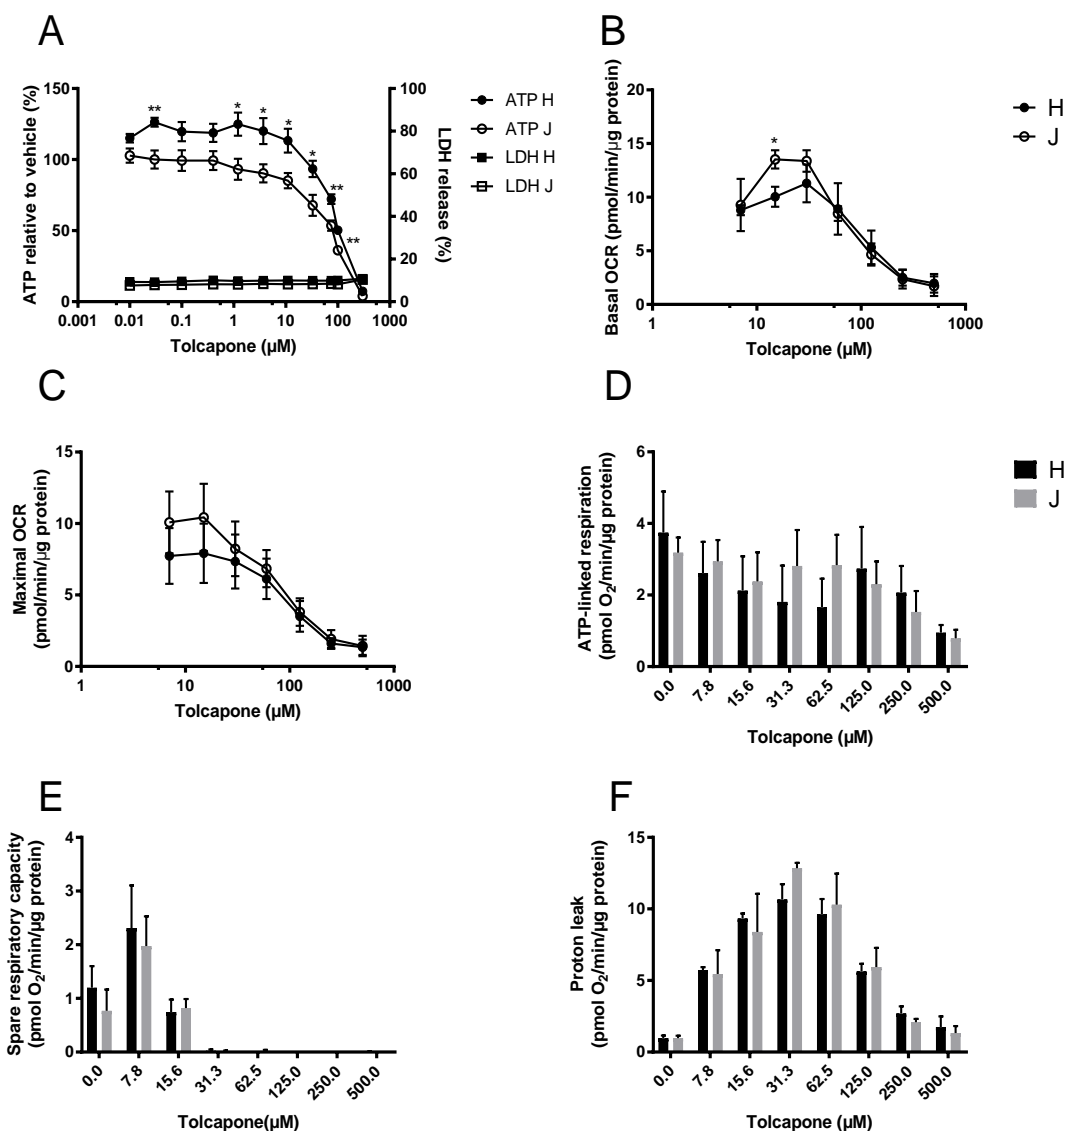 A
ATP relative to vehicle (%)
150
100
50
0
**
*
*
*
*
**
**
100
80
60
40
20
0
LDH release (%)
0.001
0.01
0.1
1
10
100
1000
Tolcapone (µM)
ATP H
ATP J
LDH H
LDH J
B
Basal OCR (pmol/min/µg protein)
20
15
10
5
0
*
1
10
100
1000
Tolcapone (µM)
H
J
C
Maximal OCR
(pmol/min/µg protein)
15
10
5
0
1
10
100
1000
Tolcapone (µM)
D
ATP-linked respiration
(pmol O2/min/µg protein)
6
4
2
0
0.0
7.8
15.6
31.3
62.5
125.0
250.0
500.0
Tolcapone (µM)
H
J
E
Spare respiratory capacity
(pmol O2/min/µg protein)
4
3
2
1
0
0.0
7.8
15.6
31.3
62.5
125.0
250.0
500.0
Tolcapone(µM)
F
Proton leak
(pmol O2/min/µg protein)
15
10
5
0
0.0
7.8
15.6
31.3
62.5
125.0
250.0
500.0
Tolcapone (µM)